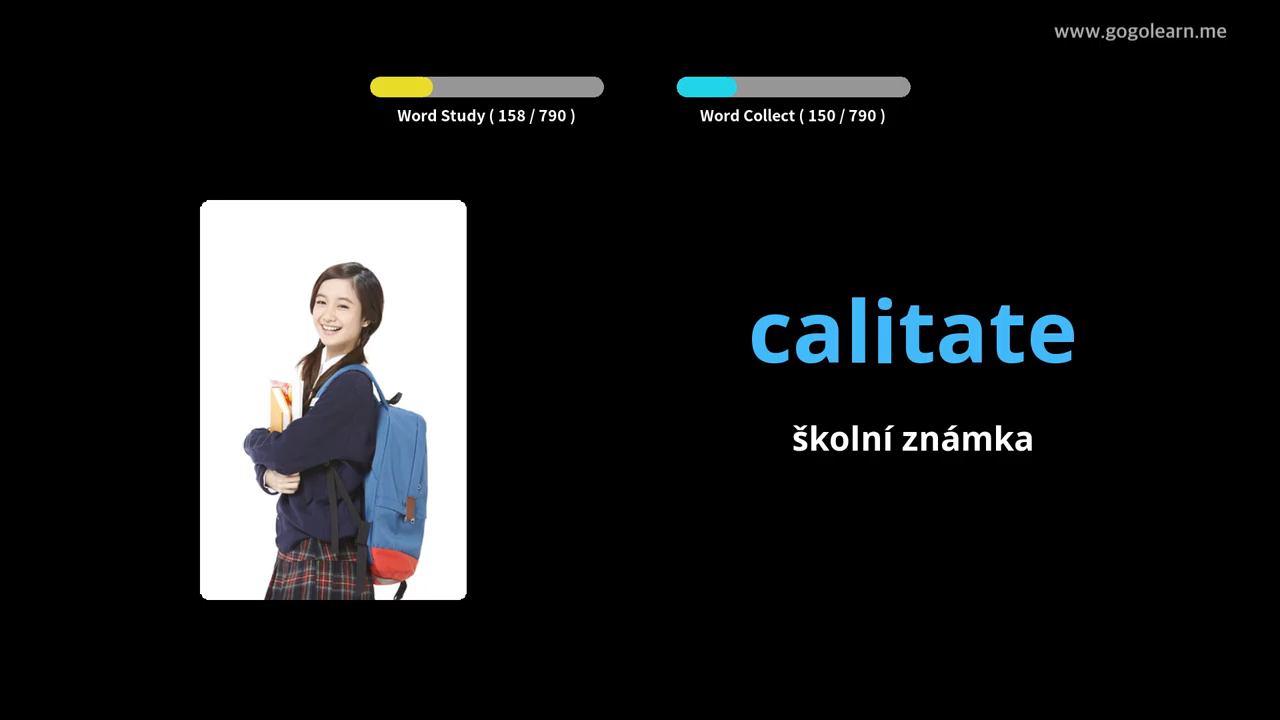 www.gogolearn.me
Word Study ( 158 / 790 )
Word Collect ( 150 / 790 )
calitate
školní známka